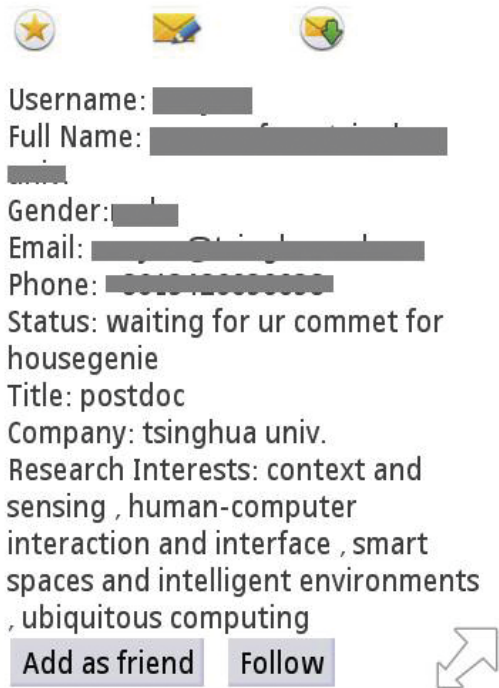 Username:
Full Name:
Gender:
Email:
Phone:
Status: waiting for ur commet for
housegenie
Title: postdoc
Company: tsinghua univ.
Research Interests: context and
sensing , human-computer
interaction and interface , smart
spaces and intelligent environments
, ubiquitous computing
Add as friend Follow